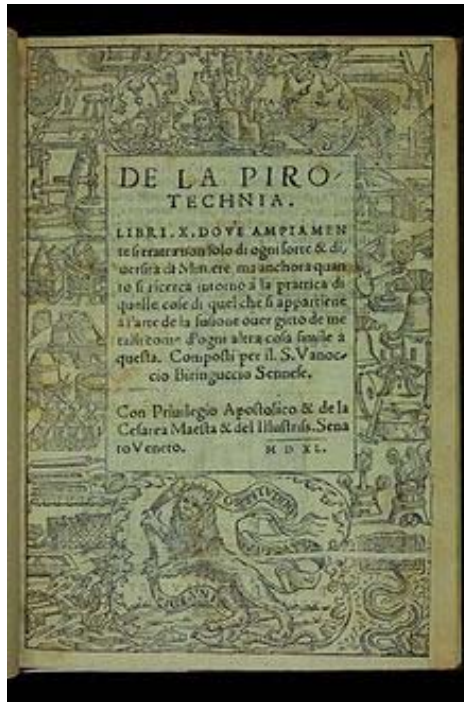 DE LA PIRO-
TECHNIA.
LIBRI. X. DOVE AMPIAMEN
te si tratta non solo di ogni sorte & di,
uersita di Miniere, ma anchora quan
to si ricerca intorno à la prattica di
quelle cose di quel che si appartiene
à l'arte de la fusione ouer gitto de me
talli come d'ogni altra cosa simile à
questa. Composti per il. S. Vanoc-
cio Biringuccio Sennese.
Con Priuilegio Apostolico & de la
Cesarea Maesta & del Illustriss. Sena
to Veneto. M D XL.